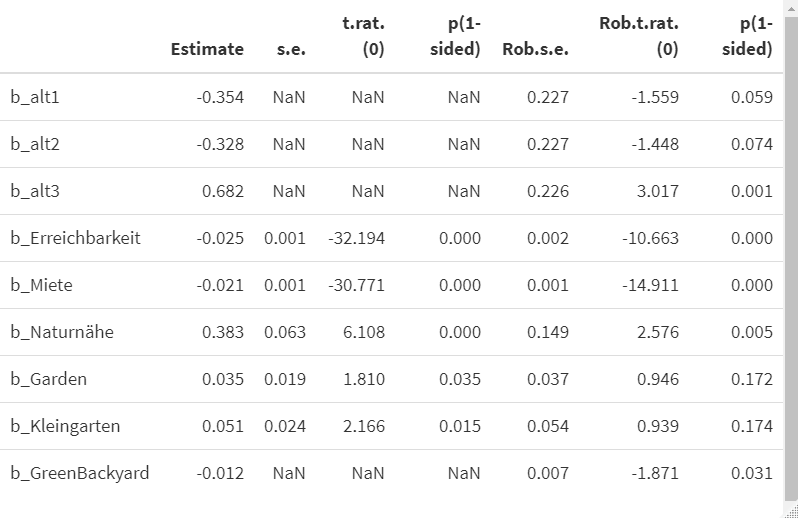 Estimate s.e. t.rat.(0) p(1-sided) Rob.s.e. Rob.t.rat.(0) p(1-sided)
b_alt1 -0.354 NaN NaN NaN 0.227 -1.559 0.059
b_alt2 -0.328 NaN NaN NaN 0.227 -1.448 0.074
b_alt3 0.682 NaN NaN NaN 0.226 3.017 0.001
b_Erreichbarkeit -0.025 0.001 -32.194 0.000 0.002 -10.663 0.000
b_Miete -0.021 0.001 -30.771 0.000 0.001 -14.911 0.000
b_Naturnähe 0.383 0.063 6.108 0.000 0.149 2.576 0.005
b_Garden 0.035 0.019 1.810 0.035 0.037 0.946 0.172
b_Kleingarten 0.051 0.024 2.166 0.015 0.054 0.939 0.174
b_GreenBackyard -0.012 NaN NaN NaN 0.007 -1.871 0.031